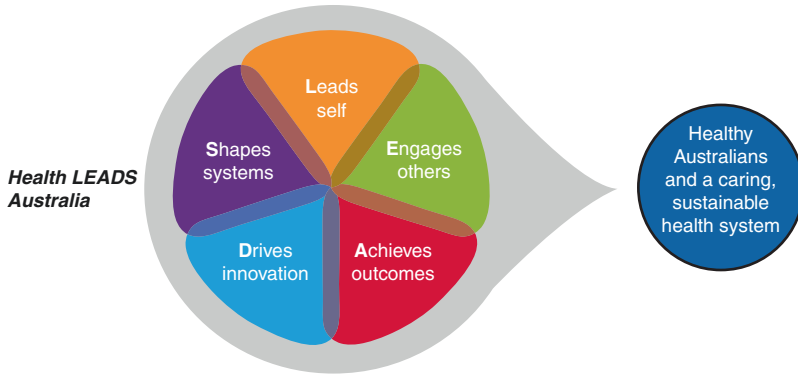 Health LEADS
Australia
Leads
self
Engages
others
Achieves
outcomes
Drives
innovation
Shapes
systems
Healthy
Australians
and a caring,
sustainable
health system